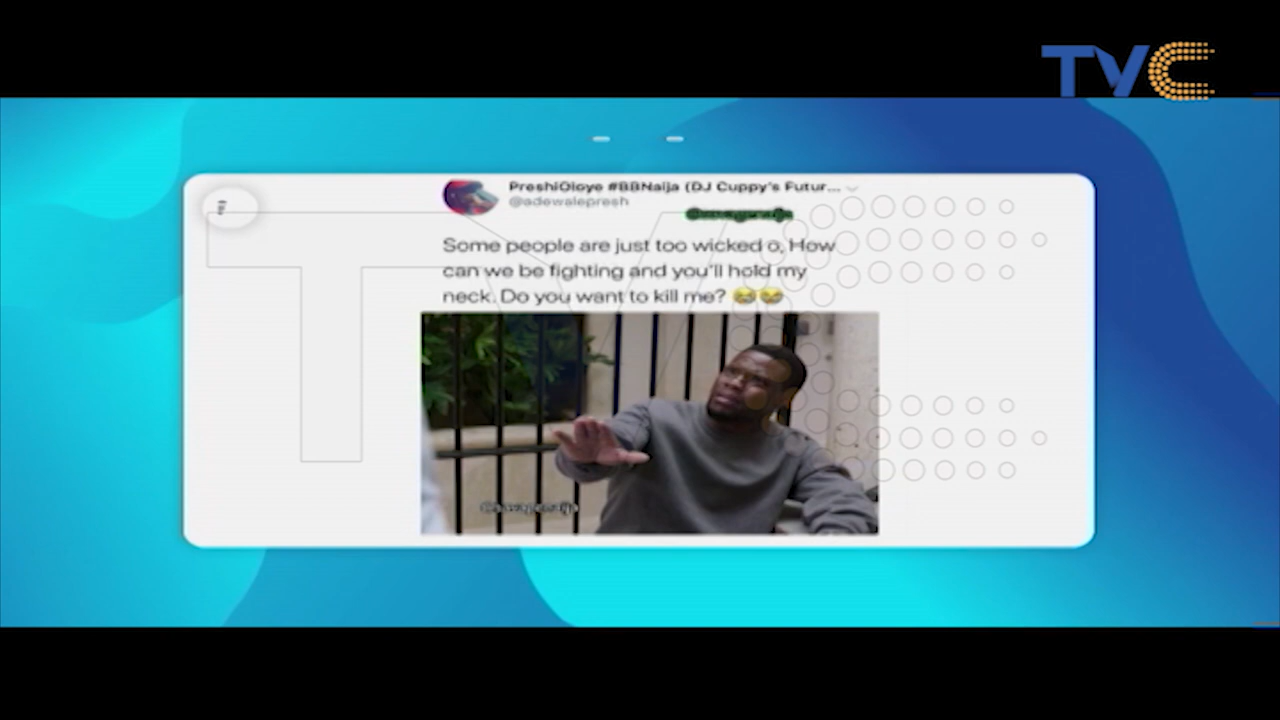 TVC
PreshiOloye #BBNaija (DJ Cuppy's Futur...
@adewalepresh
Some people are just too wicked o, How
can we be fighting and you'll hold my
neck. Do you want to kill me? 😂😂